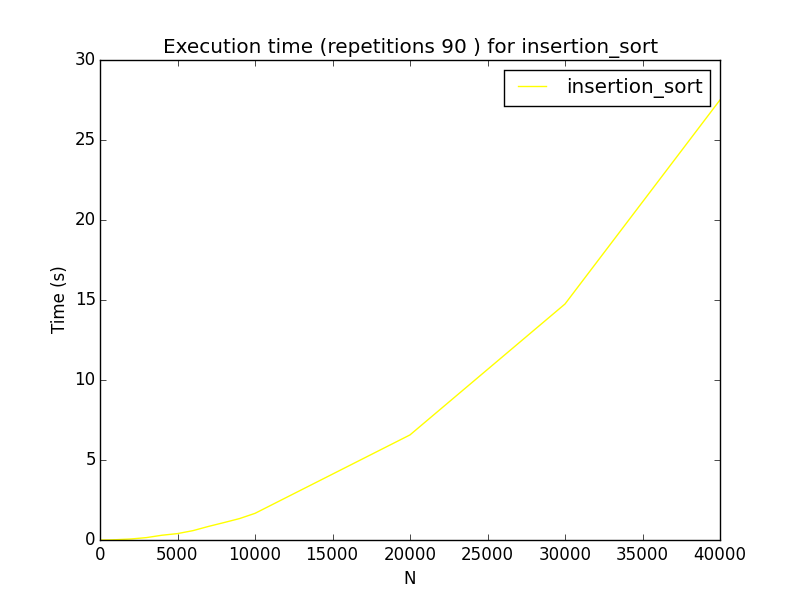 Execution time (repetitions 90 ) for insertion_sort
insertion_sort
30
25
20
15
10
5
0
Time (s)
0 5000 10000 15000 20000 25000 30000 35000 40000
N